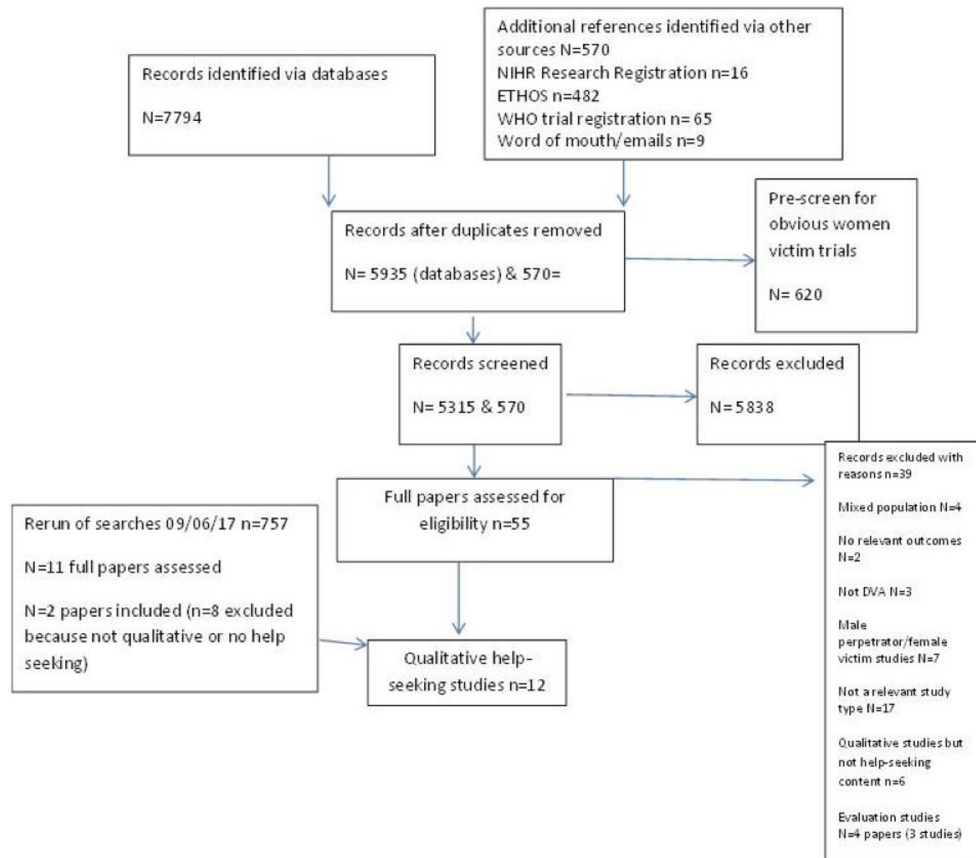 Records identified via databases
N=7794
Additional references identified via other
sources N=570
NIHR Research Registration n=16
ETHOS n=482
WHO trial registration n= 65
Word of mouth/emails n=9
Records after duplicates removed
N= 5935 (databases) & 570=
Pre-screen for
obvious women
victim trials
N= 620
Records screened
N= 5315 & 570
Records excluded
N= 5838
Full papers assessed for
eligibility n=55
Records excluded with
reasons n=39
Mixed population N=4
No relevant outcomes
N=2
Not DVA N=3
Male
perpetrator/female
victim studies N=7
Not a relevant study
type N=17
Qualitative studies but
not help-seeking
content n=6
Evaluation studies
N=4 papers (3 studies)
Rerun of searches 09/06/17 n=757
N=11 full papers assessed
N=2 papers included (n=8 excluded
because not qualitative or no help
seeking)
Qualitative help-
seeking studies n=12